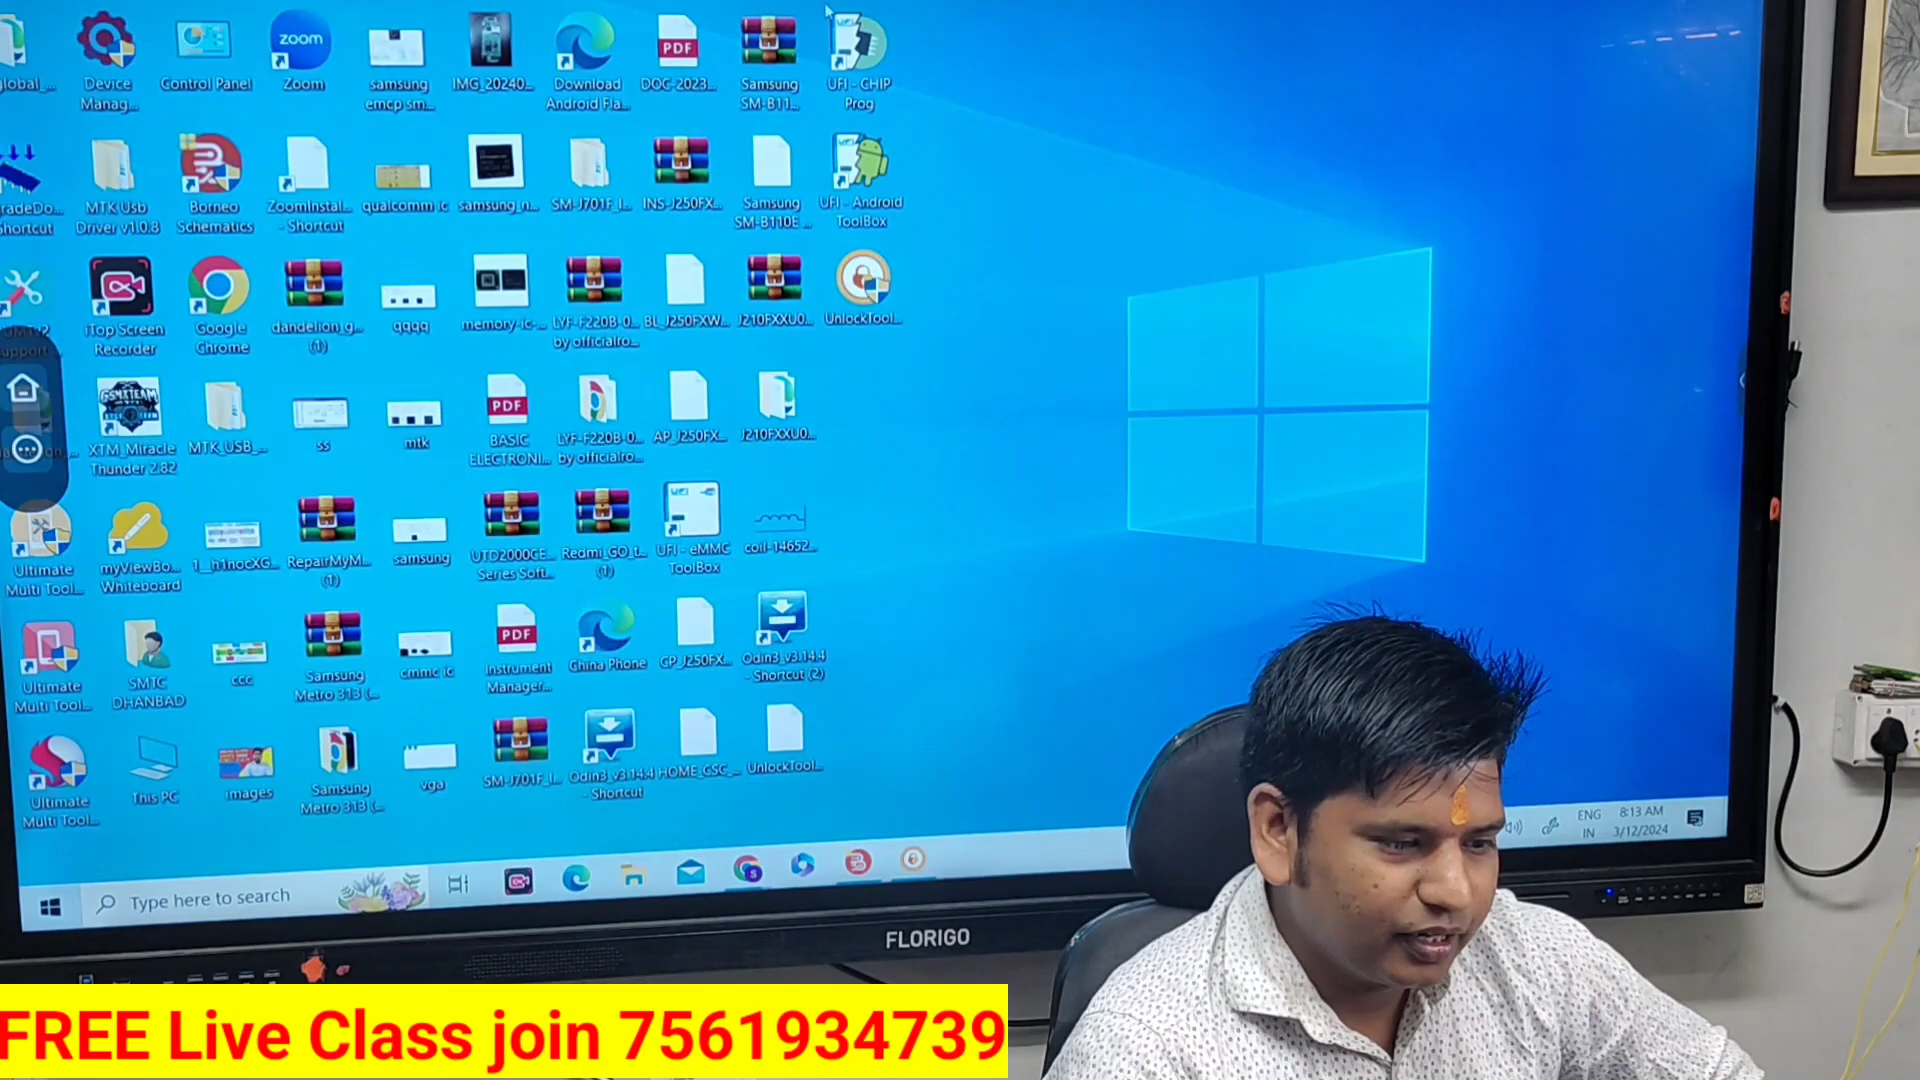 Device
Manag...
Control Panel
zoom
Zoom
samsung
emcp sm...
IMG_20240...
Download
Android Fla...
PDF
DOC-2023...
Samsung
SM-B11...
UFI - CHIP
Prog
MTK Usb
Driver v1.0.8
Borneo
Schematics
ZoomInstal...
- Shortcut
qualcomm ic
samsung_n...
SM-J701F_I...
INS-J250FX...
Samsung
SM-B110E ...
UFI - Android
ToolBox
Shortcut
iTop Screen
Recorder
Google
Chrome
dandelion_g...
(1)
qqqq
memory-ic-...
LYF-F220B-0...
by officialro...
BL_J250FXW...
J210FXXU0...
UnlockTool...
XTM_Miracle
Thunder 2.82
MTK_USB_...
ss
mtk
PDF
BASIC
ELECTRONI...
LYF-F220B-0...
by officialro...
AP_J250FX...
J210FXXU0...
Ultimate
Multi Tool...
myViewBo...
Whiteboard
1__h1nocXG...
RepairMyM...
(1)
samsung
UTD2000CE...
Series Soft...
Redmi_GO_t...
(1)
UFI - eMMC
ToolBox
coil-14652...
Ultimate
Multi Tool...
SMTC
DHANBAD
ccc
Samsung
Metro 313 (...
cmmc ic
PDF
Instrument
Manager...
China Phone
CP_J250FX...
Odin3_v3.14.4
- Shortcut (2)
Ultimate
Multi Tool...
This PC
images
Samsung
Metro 313 (...
vga
SM-J701F_I...
Odin3_v3.14.4
- Shortcut
HOME_CSC_...
UnlockTool...
Type here to search
ENG
IN
8:13 AM
3/12/2024
FLORIGO
FREE Live Class join 7561934739